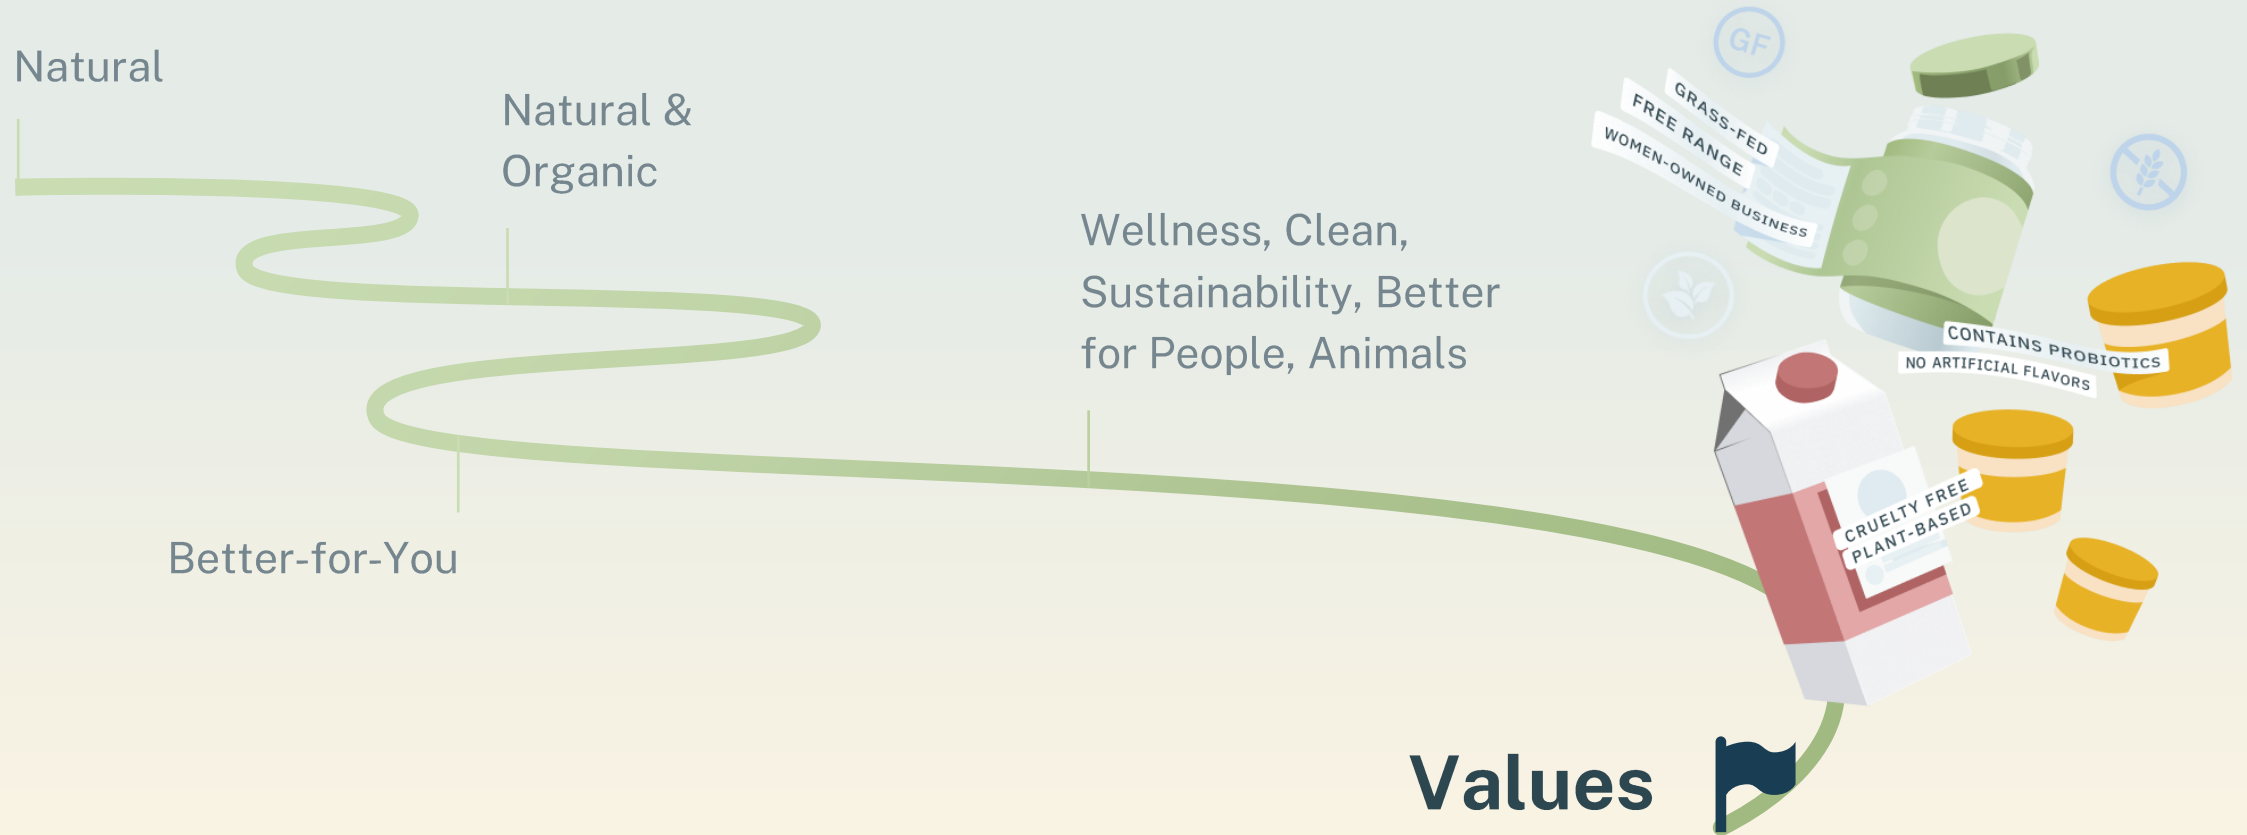 Natural
Natural &
Organic
Better-for-You
Wellness, Clean,
Sustainability, Better
for People, Animals
GF
GRASS-FED
FREE RANGE
WOMEN-OWNED BUSINESS
CONTAINS PROBIOTICS
NO ARTIFICIAL FLAVORS
CRUELTY FREE
PLANT-BASED
Values